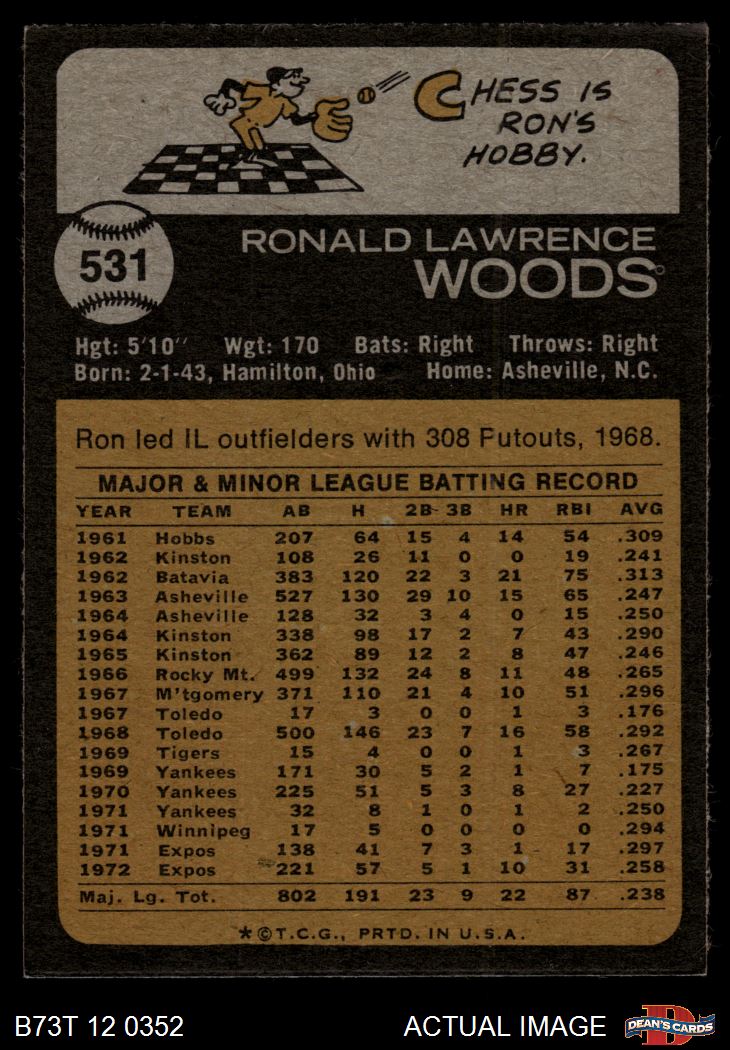 CHESS IS
RON'S
HOBBY.
531
RONALD LAWRENCE
WOODS
Hgt: 5'10" Wgt: 170 Bats: Right Throws: Right
Born: 2-1-43, Hamilton, Ohio Home: Asheville, N.C.
Ron led IL outfielders with 308 Putouts, 1968.
MAJOR & MINOR LEAGUE BATTING RECORD
YEAR TEAM AB H 2B 3B HR RBI AVG
1961 Hobbs 207 64 15 4 14 54 .309
1962 Kinston 108 26 11 0 0 19 .241
1962 Batavia 383 120 22 3 21 75 .313
1963 Asheville 527 130 29 10 15 65 .247
1964 Asheville 128 32 3 4 0 15 .250
1964 Kinston 338 98 17 2 7 43 .290
1965 Kinston 362 89 12 2 8 47 .246
1966 Rocky Mt. 499 132 24 8 11 48 .265
1967 M'tgomery 371 110 21 4 10 51 .296
1967 Toledo 17 3 0 0 1 3 .176
1968 Toledo 500 146 23 7 16 58 .292
1969 Tigers 15 4 0 0 1 3 .267
1969 Yankees 171 30 5 2 1 7 .175
1970 Yankees 225 51 5 3 8 27 .227
1971 Yankees 32 8 1 0 1 2 .250
1971 Winnipeg 17 5 0 0 0 0 .294
1971 Expos 138 41 7 3 1 17 .297
1972 Expos 221 57 5 1 10 31 .258
Maj. Lg. Tot. 802 191 23 9 22 87 .238
*©T.C.G., PRTD. IN U.S.A.
B73T 12 0352 ACTUAL IMAGE
D
DEAN'S CARDS